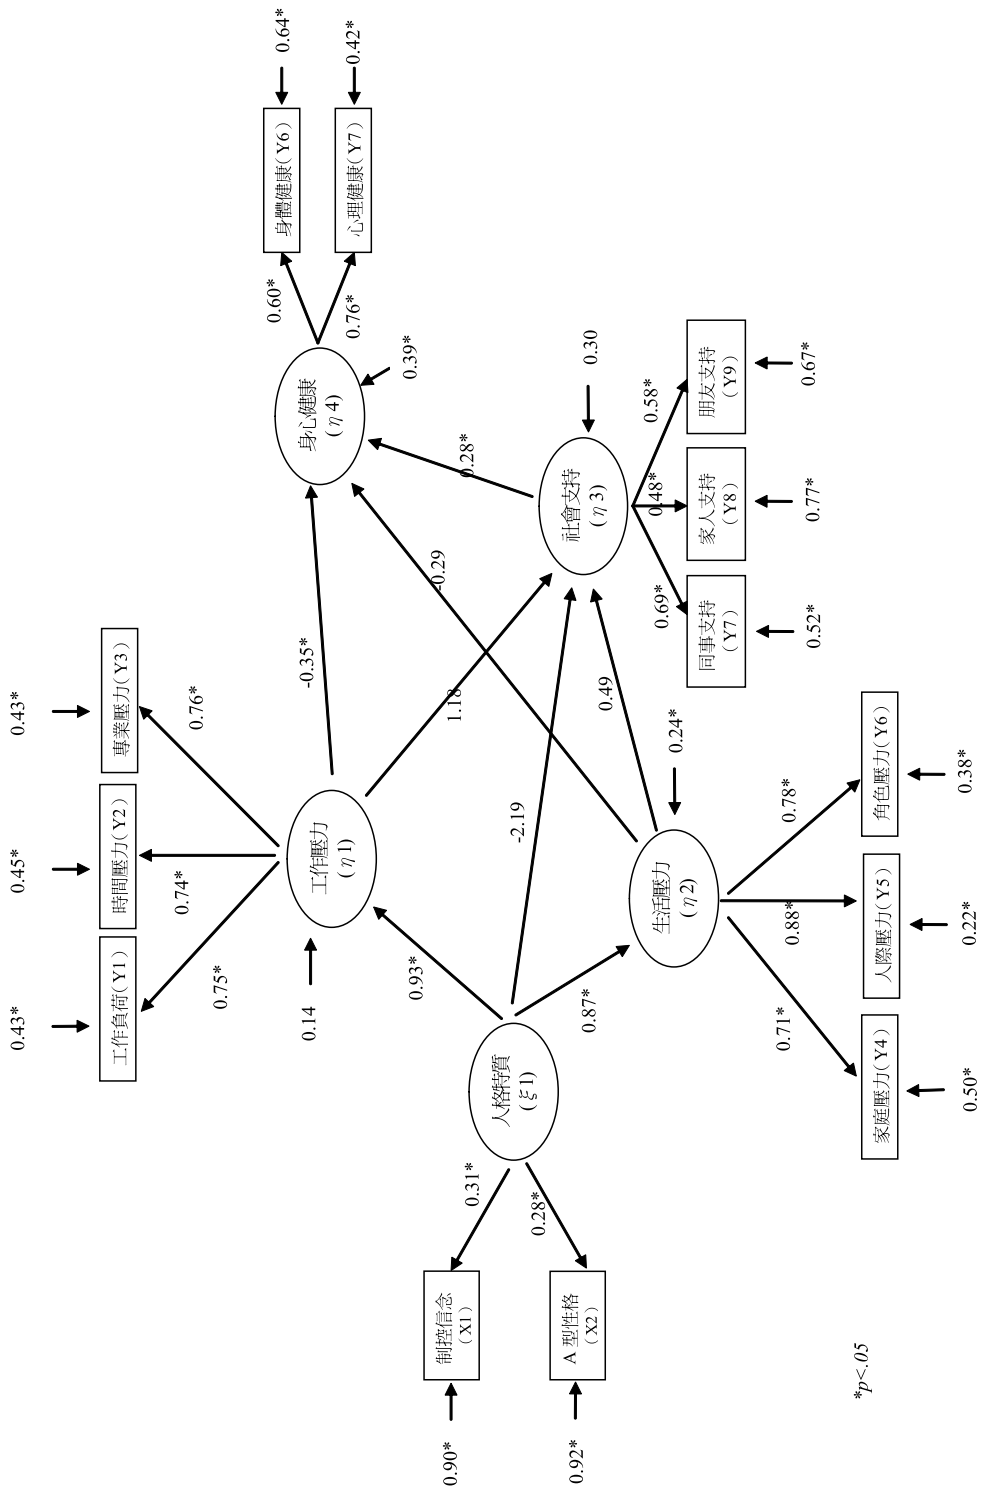 0.43*
0.45*
0.43*
工作負荷(Y1)
時間壓力(Y2)
專業壓力(Y3)
0.75*
0.74*
0.76*
0.14
工作壓力
(η1)
0.64*
0.42*
身體健康(Y6)
心理健康(Y7)
0.60*
0.76*
身心健康
(η4)
0.39*
-0.35*
0.28*
-0.29
1.18
0.93*
0.90*
0.92*
制控信念
(X1)
A 型性格
(X2)
0.31*
0.28*
人格特質
(ξ1)
-2.19
0.87*
0.49
社會支持
(η3)
0.30
0.69*
0.48*
0.58*
同事支持
(Y7)
家人支持
(Y8)
朋友支持
(Y9)
0.52*
0.77*
0.67*
生活壓力
(η2)
0.24*
0.71*
0.88*
0.78*
家庭壓力(Y4)
人際壓力(Y5)
角色壓力(Y6)
0.50*
0.22*
0.38*
*p<.05